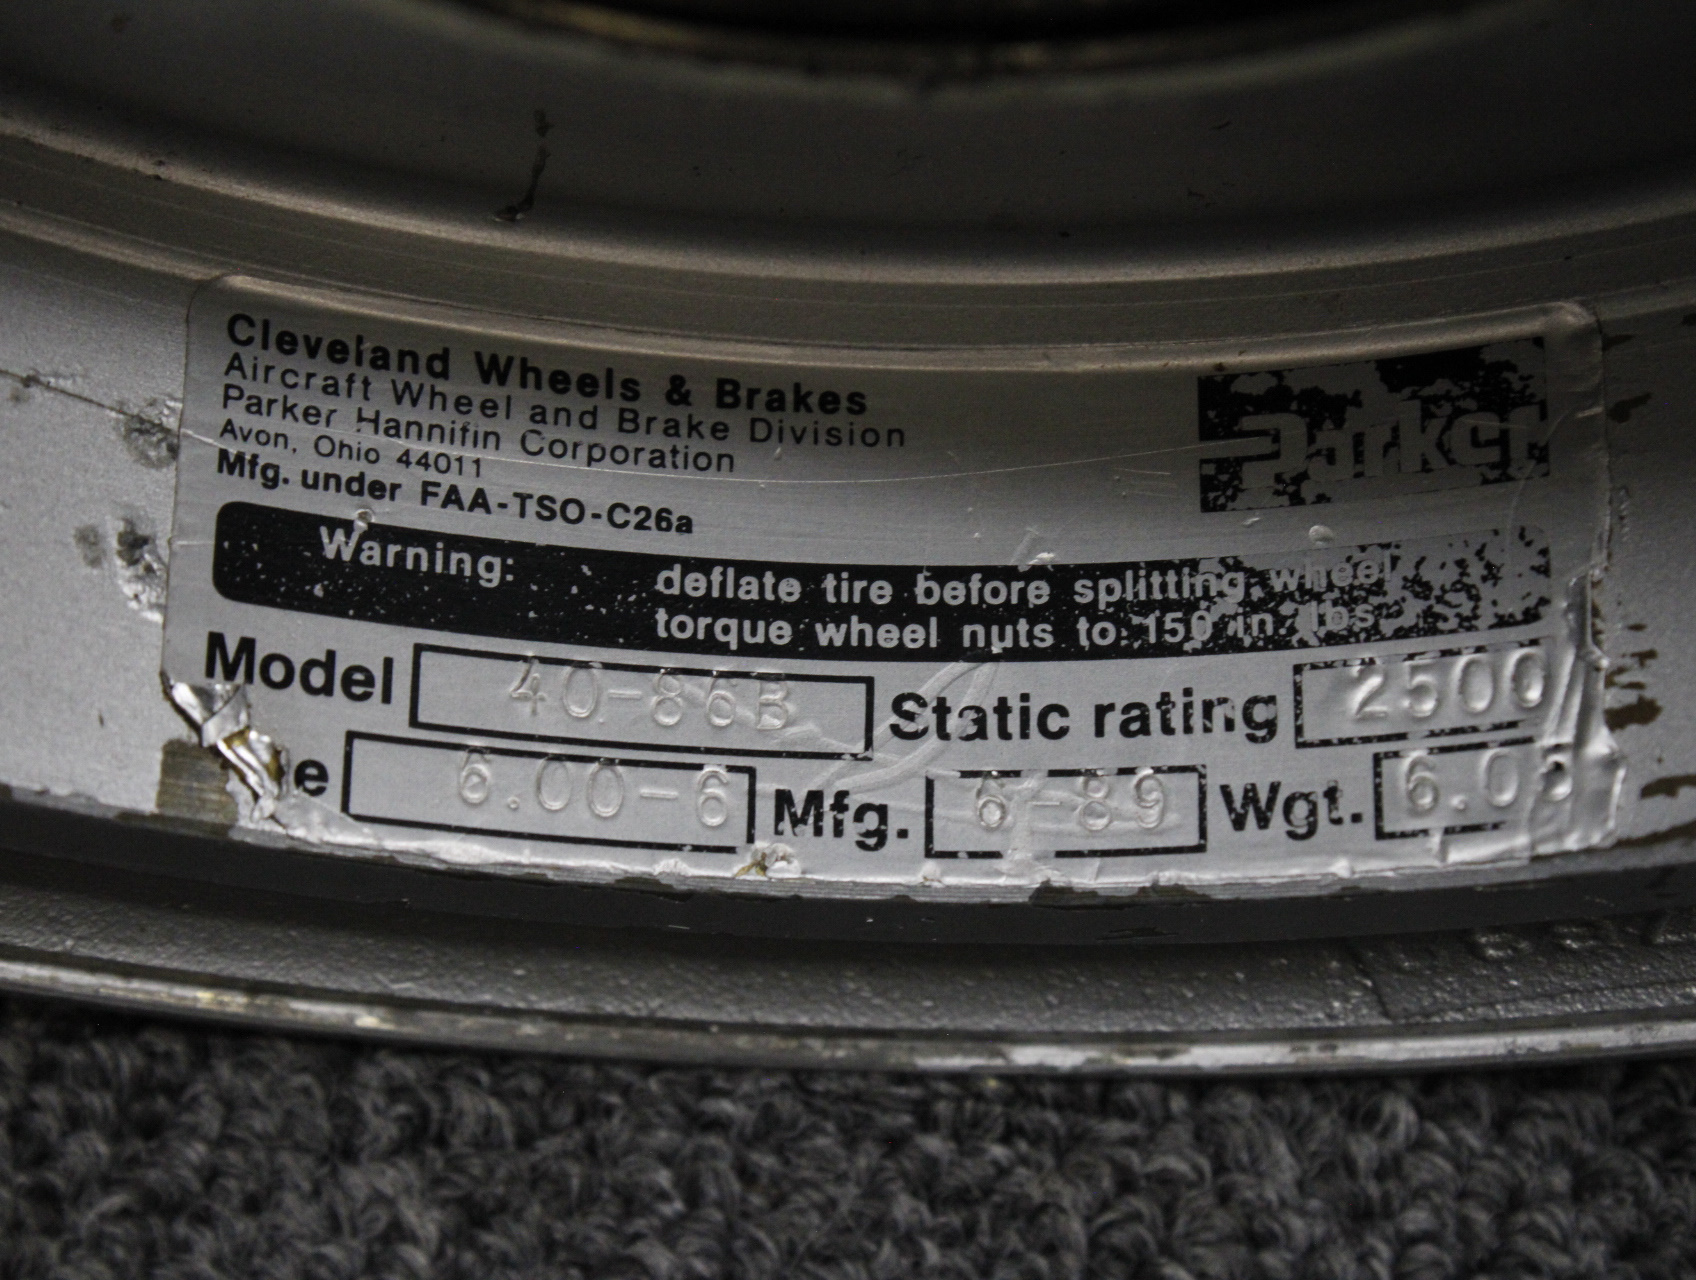 Cleveland Wheels & Brakes
Aircraft Wheel and Brake Division
Parker Hannifin Corporation
Avon, Ohio 44011
Mfg. under FAA-TSO-C26a
Parker
Warning: deflate tire before splitting wheel
torque wheel nuts to 150 in. lbs
Model 40-86B Static rating 2500
6.00-6 Mfg. 6-89 Wgt.